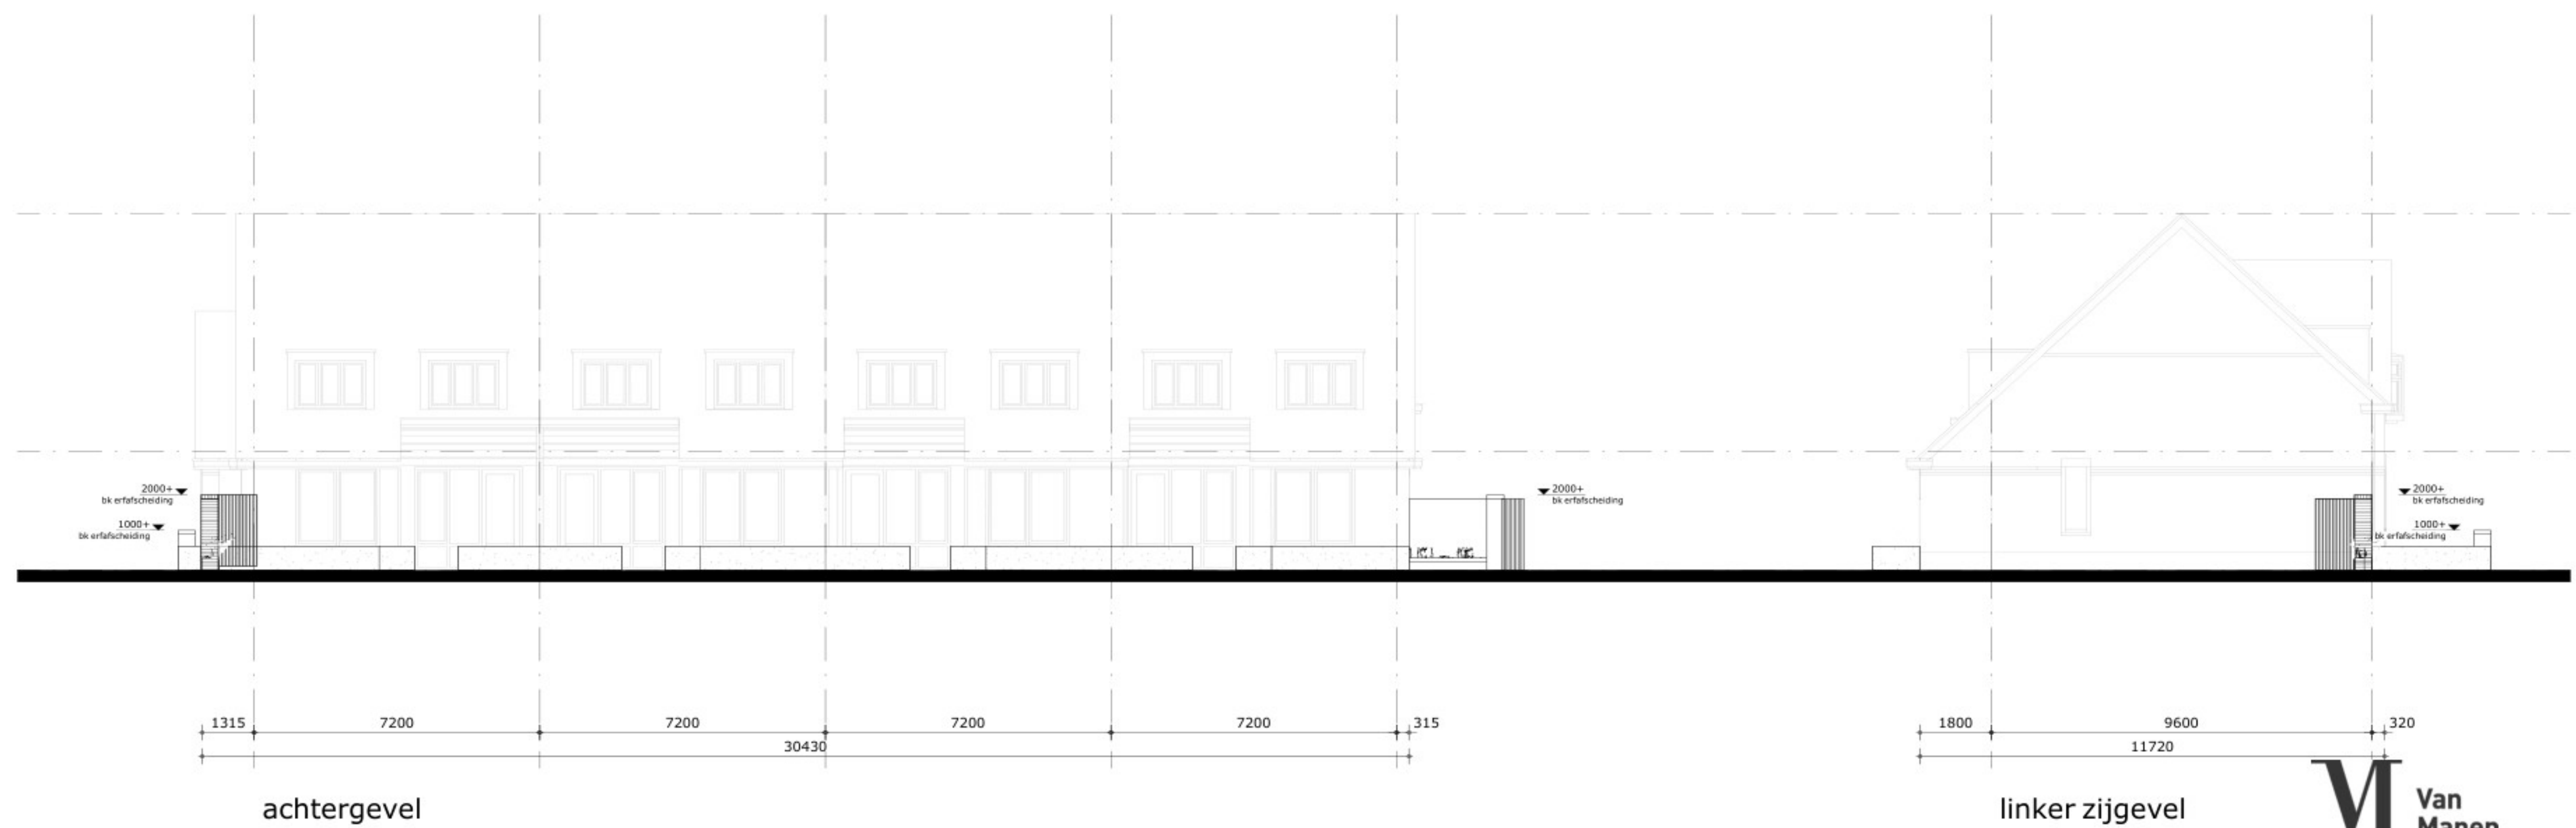 2000+
bk erfafscheiding
1000+
bk erfafscheiding
2000+
bk erfafscheiding
2000+
bk erfafscheiding
1000+
bk erfafscheiding
1315 7200 7200 7200 7200 315
30430
1800 9600 320
11720
achtergevel
linker zijgevel
Van
Manen